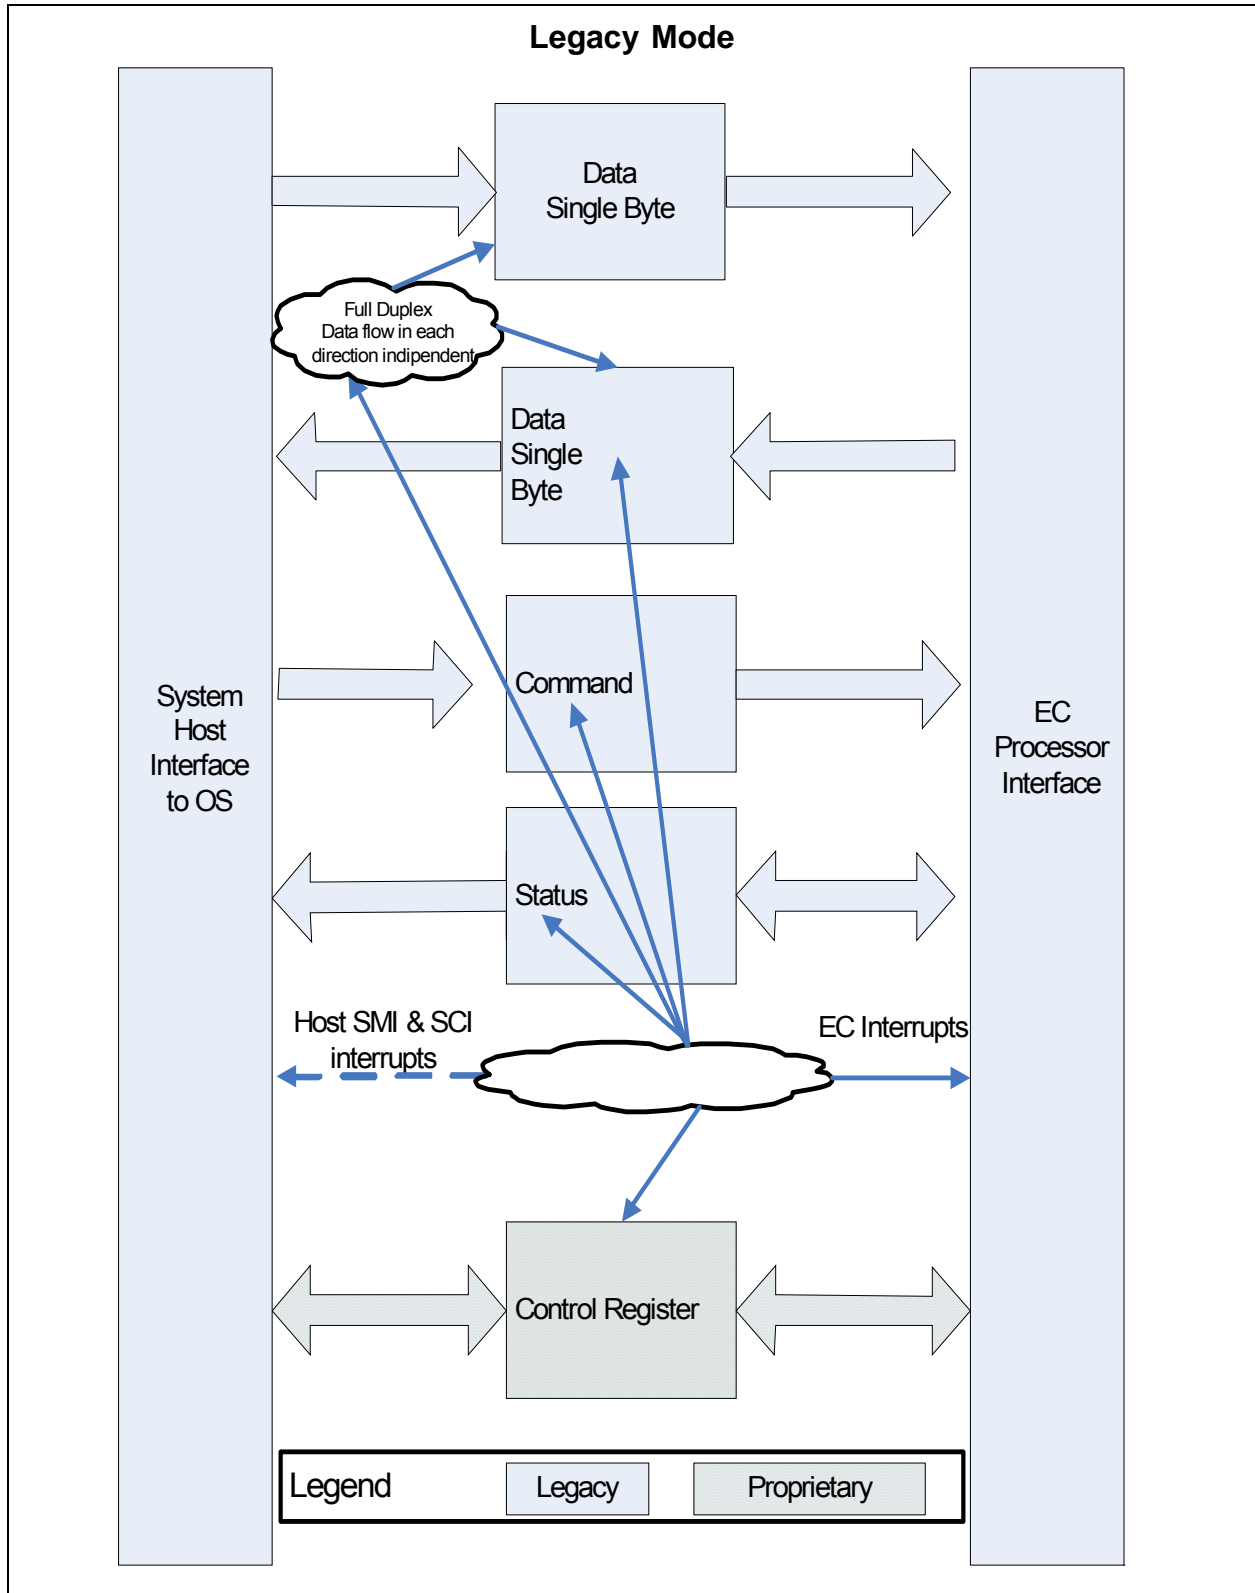 Legacy Mode
Data
Single Byte
Full Duplex
Data flow in each
direction indipendent
Data
Single
Byte
System
Host
Interface
to OS
Command
EC
Processor
Interface
Status
Host SMI & SCI
interrupts
EC Interrupts
Control Register
Legend
Legacy
Proprietary